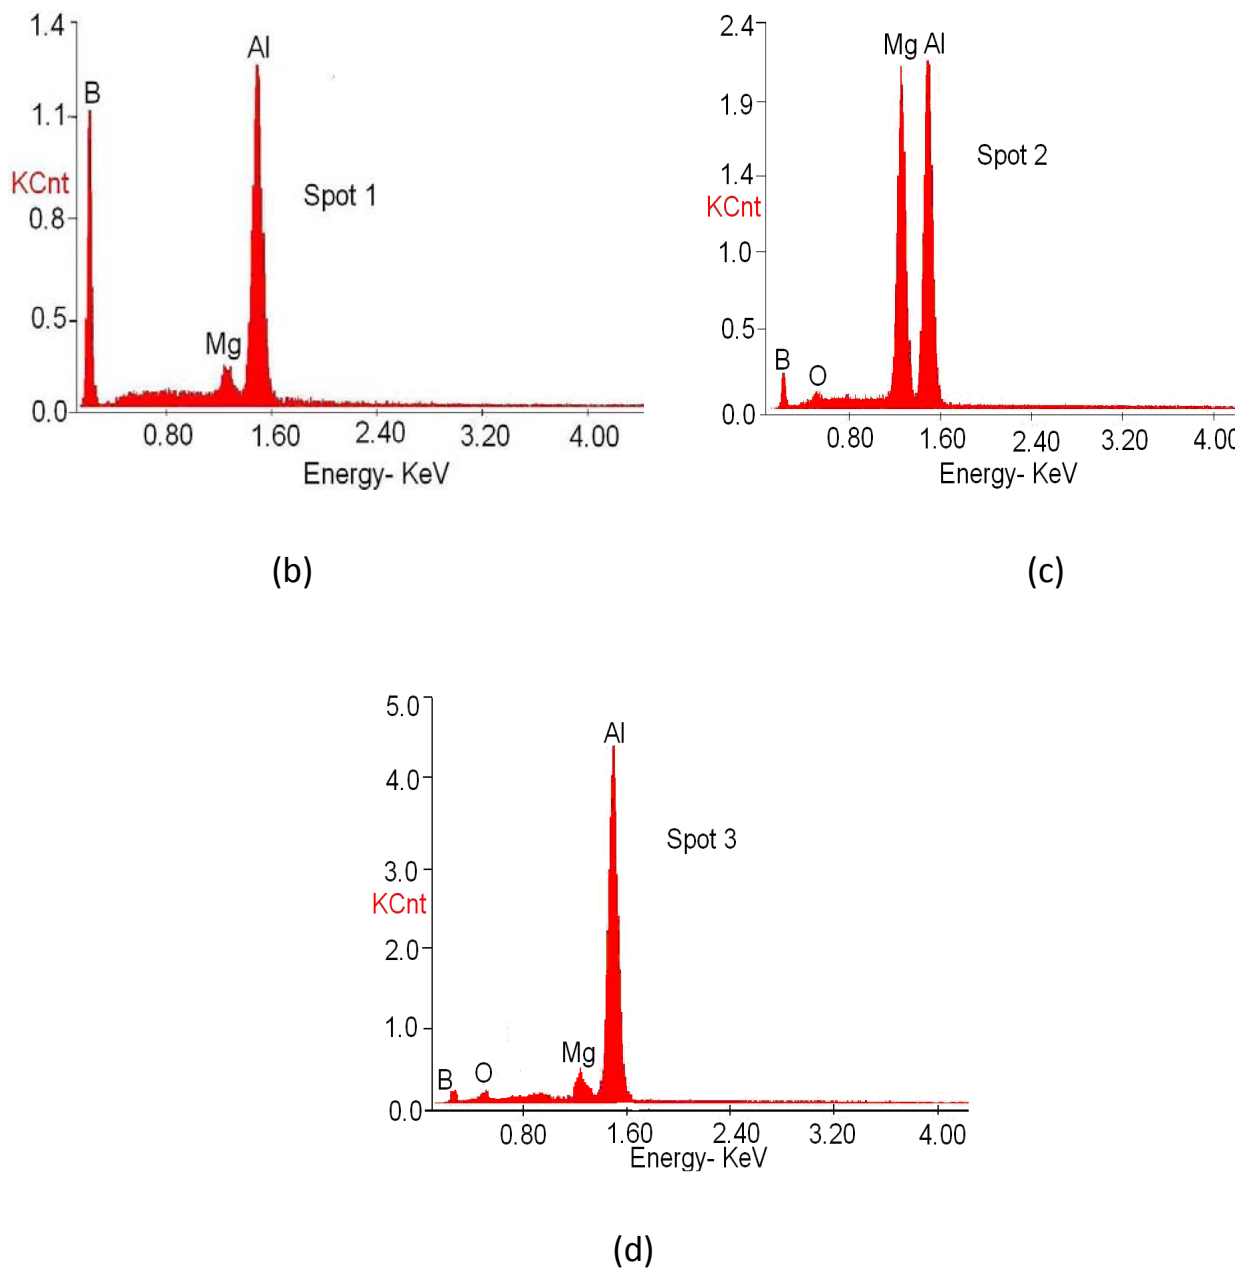 1.4
Al
B
1.1
KCnt
Spot 1
0.8
0.5
Mg
0.0
0.80 1.60 2.40 3.20 4.00
Energy- KeV
(b)
2.4
Mg Al
1.9
Spot 2
1.4
KCnt
1.0
0.5
B
O
0.0
0.80 1.60 2.40 3.20 4.00
Energy- KeV
(c)
5.0
Al
4.0
Spot 3
3.0
KCnt
2.0
1.0
Mg
B O
0.0
0.80 1.60 2.40 3.20 4.00
Energy- KeV
(d)